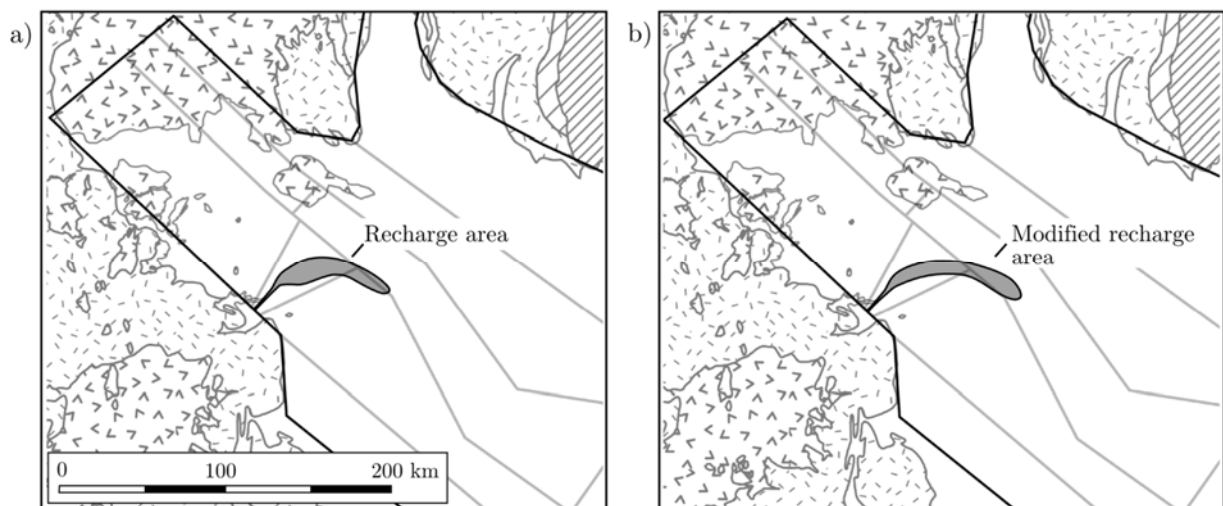 a)
Recharge area
0 100 200 km
b)
Modified recharge
area